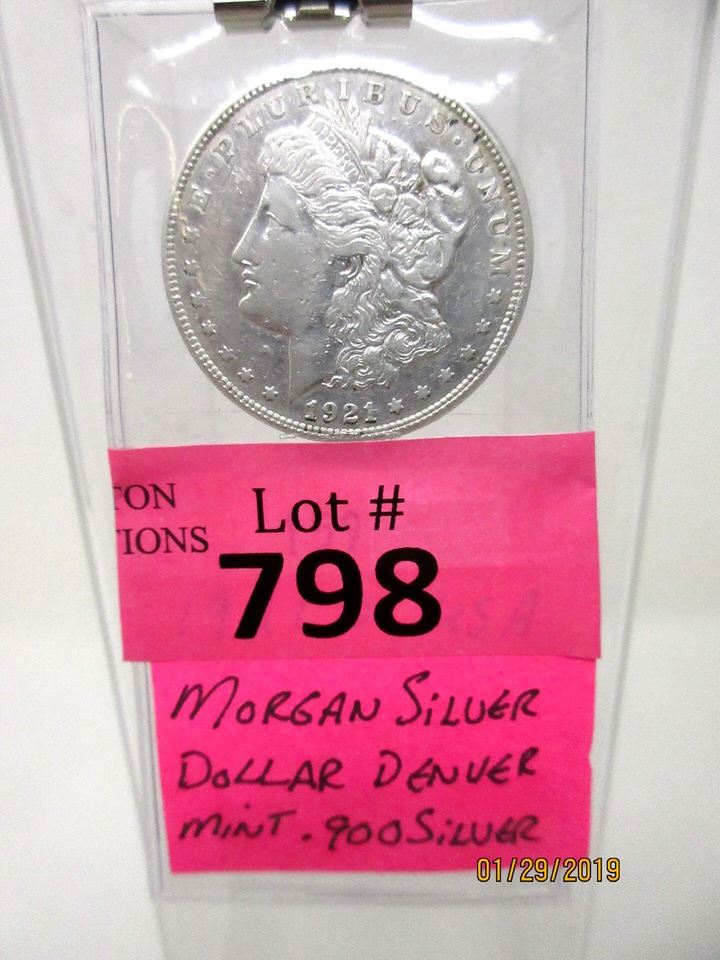 E · PLURIBUS · UNUM
LIBERTY
1921
TON
TIONS
Lot #
798
MORGAN SILVER
DOLLAR DENVER
MINT .900 SILVER
01/29/2019